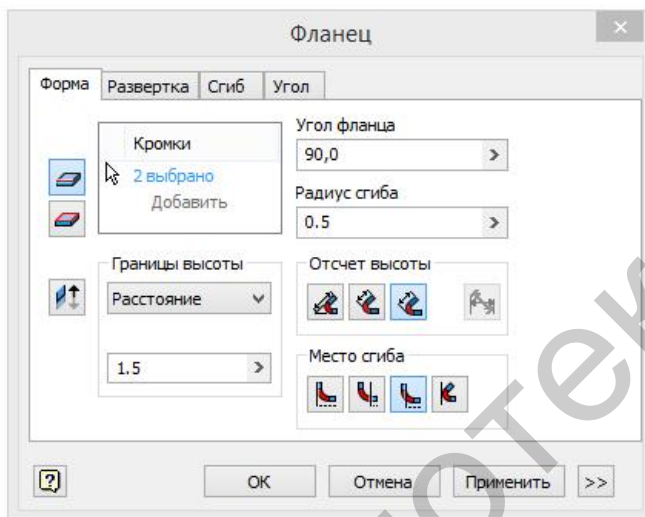 Фланец
Форма Развертка Сгиб Угол
Кромки
2 выбрано
Добавить
Угол фланца
90,0
Радиус сгиба
0.5
Границы высоты
Расстояние
1.5
Отсчет высоты
Место сгиба
OK Отмена Применить >>